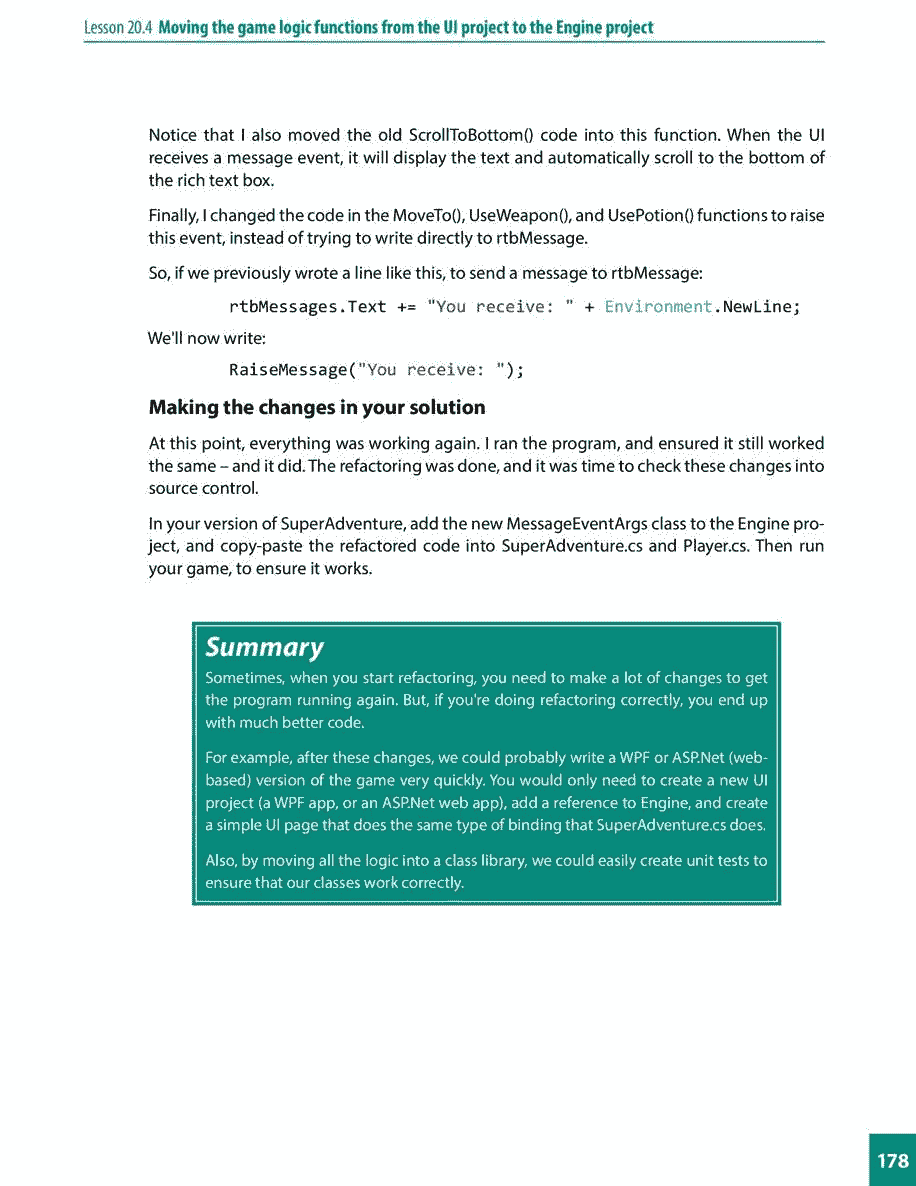 Lesson 20.4 Moving the game logic functions from the UI project to the Engine project
Notice that I also moved the old ScrollToBottom() code into this function. When the UI
receives a message event, it will display the text and automatically scroll to the bottom of
the rich text box.
Finally, I changed the code in the MoveTo(), UseWeapon(), and UsePotion() functions to raise
this event, instead of trying to write directly to rtbMessage.
So, if we previously wrote a line like this, to send a message to rtbMessage:
rtbMessages.Text += "You receive: " + Environment.NewLine;
We'll now write:
RaiseMessage("You receive: ");
Making the changes in your solution
At this point, everything was working again. I ran the program, and ensured it still worked
the same – and it did. The refactoring was done, and it was time to check these changes into
source control.
In your version of SuperAdventure, add the new MessageEventArgs class to the Engine pro-
ject, and copy-paste the refactored code into SuperAdventure.cs and Player.cs. Then run
your game, to ensure it works.
Summary
Sometimes, when you start refactoring, you need to make a lot of changes to get
the program running again. But, if you're doing refactoring correctly, you end up
with much better code.
For example, after these changes, we could probably write a WPF or ASP.Net (web-
based) version of the game very quickly. You would only need to create a new UI
project (a WPF app, or an ASP.Net web app), add a reference to Engine, and create
a simple UI page that does the same type of binding that SuperAdventure.cs does.
Also, by moving all the logic into a class library, we could easily create unit tests to
ensure that our classes work correctly.
178